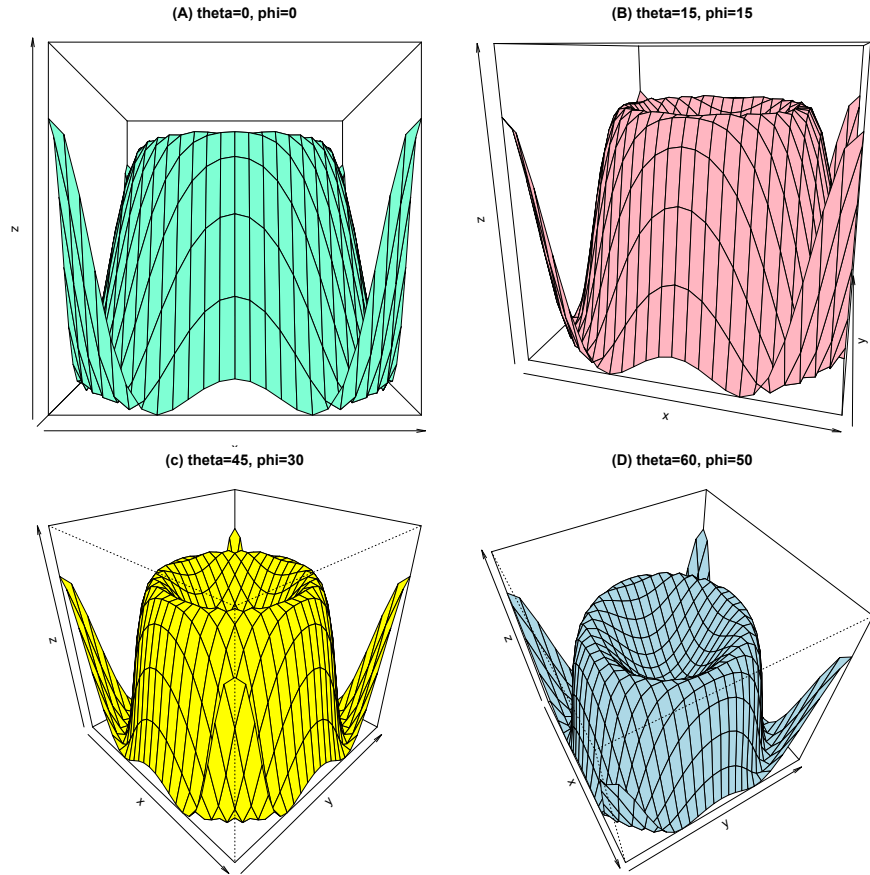 (A) theta=0, phi=0
z
(B) theta=15, phi=15
z
y
x
(c) theta=45, phi=30
z
x
y
(D) theta=60, phi=50
z
x
y